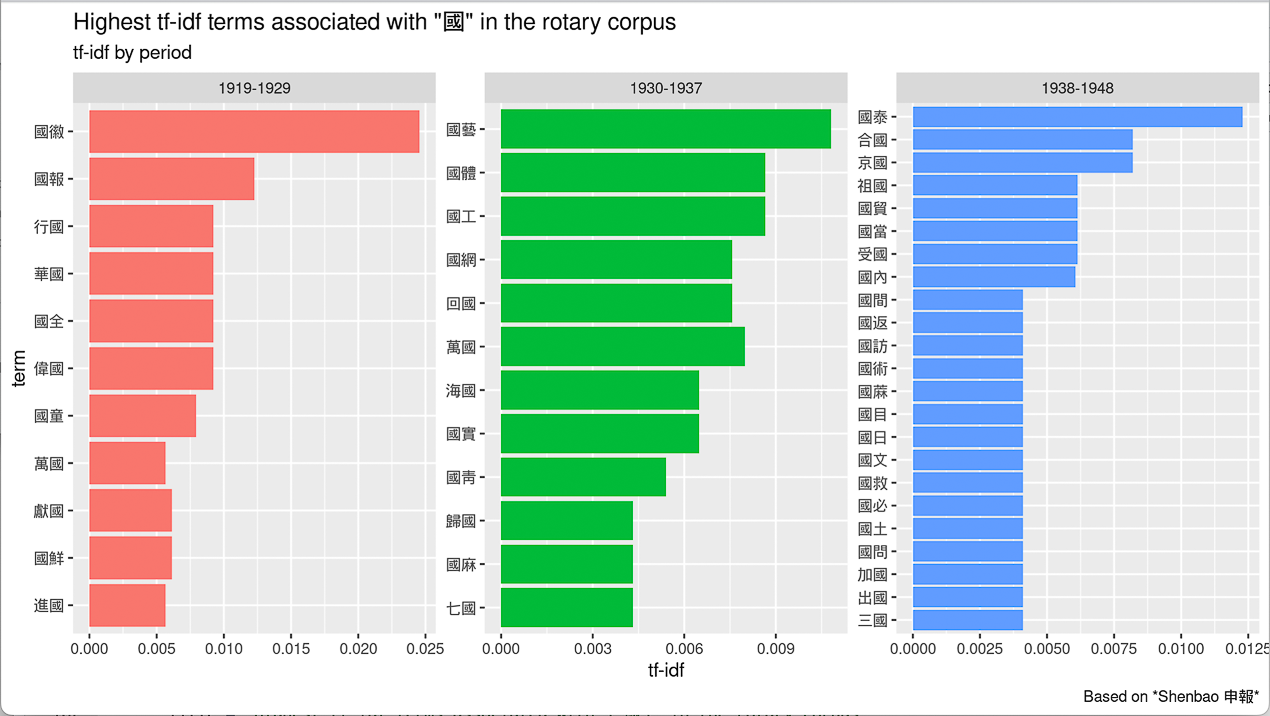 Highest tf-idf terms associated with "國" in the rotary corpus
tf-idf by period
1919-1929
國徽
國報
行國
華國
國全
偉國
國童
萬國
獻國
國鮮
進國
0.000 0.005 0.010 0.015 0.020 0.025
1930-1937
國藝
國體
國工
國網
回國
萬國
海國
國實
國靑
歸國
國麻
七國
0.000 0.003 0.006 0.009
1938-1948
國泰
合國
京國
祖國
國貿
國當
受國
國內
國間
國返
國訪
國術
國蔴
國目
國日
國文
國救
國必
國土
國問
加國
出國
三國
0.0000 0.0025 0.0050 0.0075 0.0100 0.0125
term
tf-idf
Based on *Shenbao 申報*